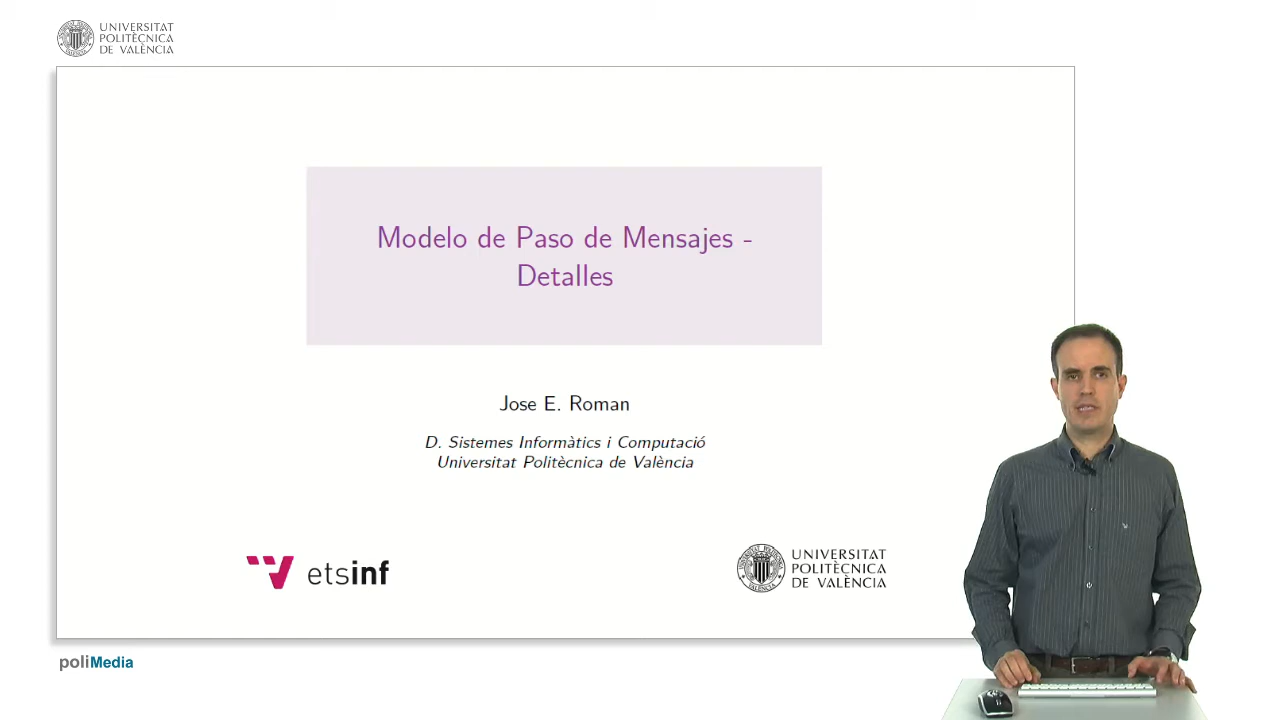 UNIVERSITAT
POLITÈCNICA
DE VALÈNCIA
Modelo de Paso de Mensajes -
Detalles
Jose E. Roman
D. Sistemes Informàtics i Computació
Universitat Politècnica de València
etsinf
UNIVERSITAT
POLITÈCNICA
DE VALÈNCIA
poliMedia